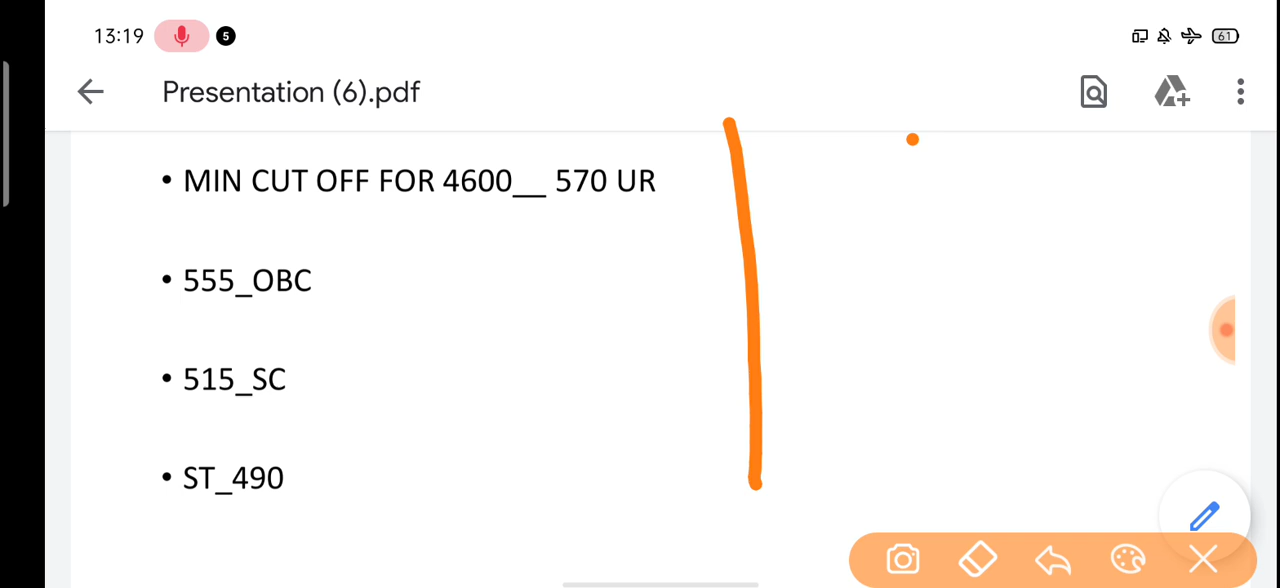 13:19 5 61
Presentation (6).pdf
• MIN CUT OFF FOR 4600__ 570 UR
• 555_OBC
• 515_SC
• ST_490